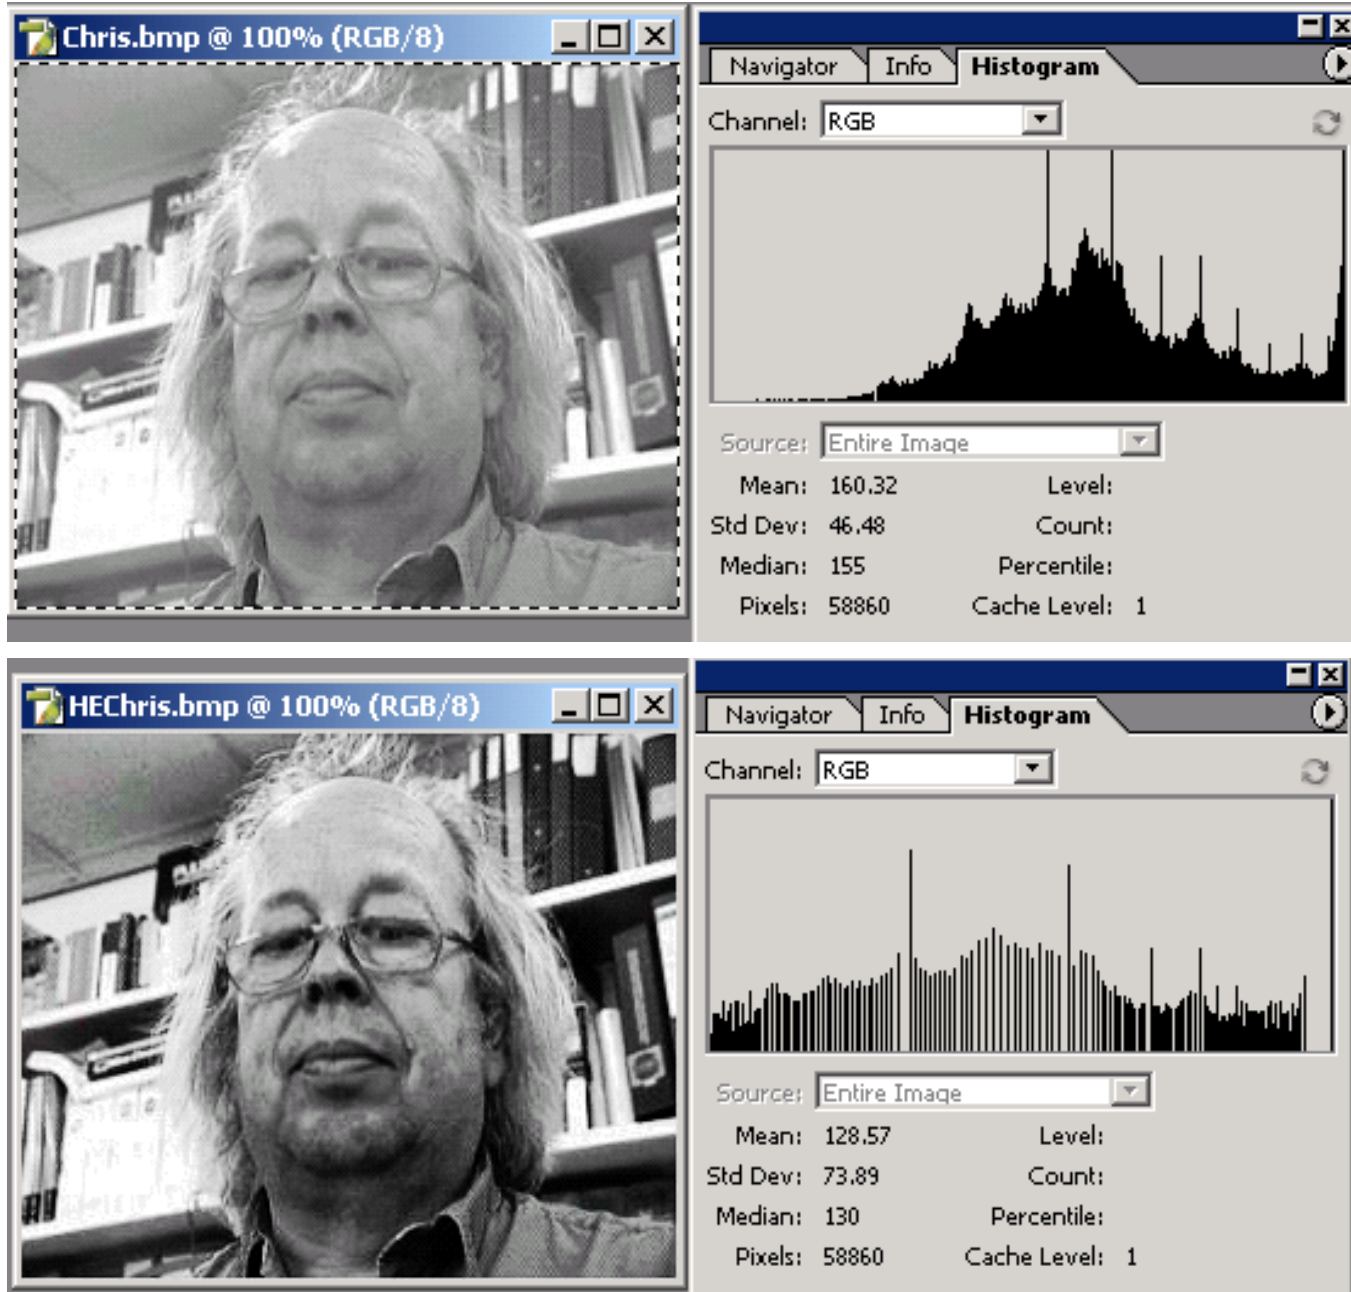 Chris.bmp @ 100% (RGB/8)
Navigator Info Histogram
Channel: RGB
Source: Entire Image
Mean: 160.32 Level:
Std Dev: 46.48 Count:
Median: 155 Percentile:
Pixels: 58860 Cache Level: 1
HEChris.bmp @ 100% (RGB/8)
Navigator Info Histogram
Channel: RGB
Source: Entire Image
Mean: 128.57 Level:
Std Dev: 73.89 Count:
Median: 130 Percentile:
Pixels: 58860 Cache Level: 1